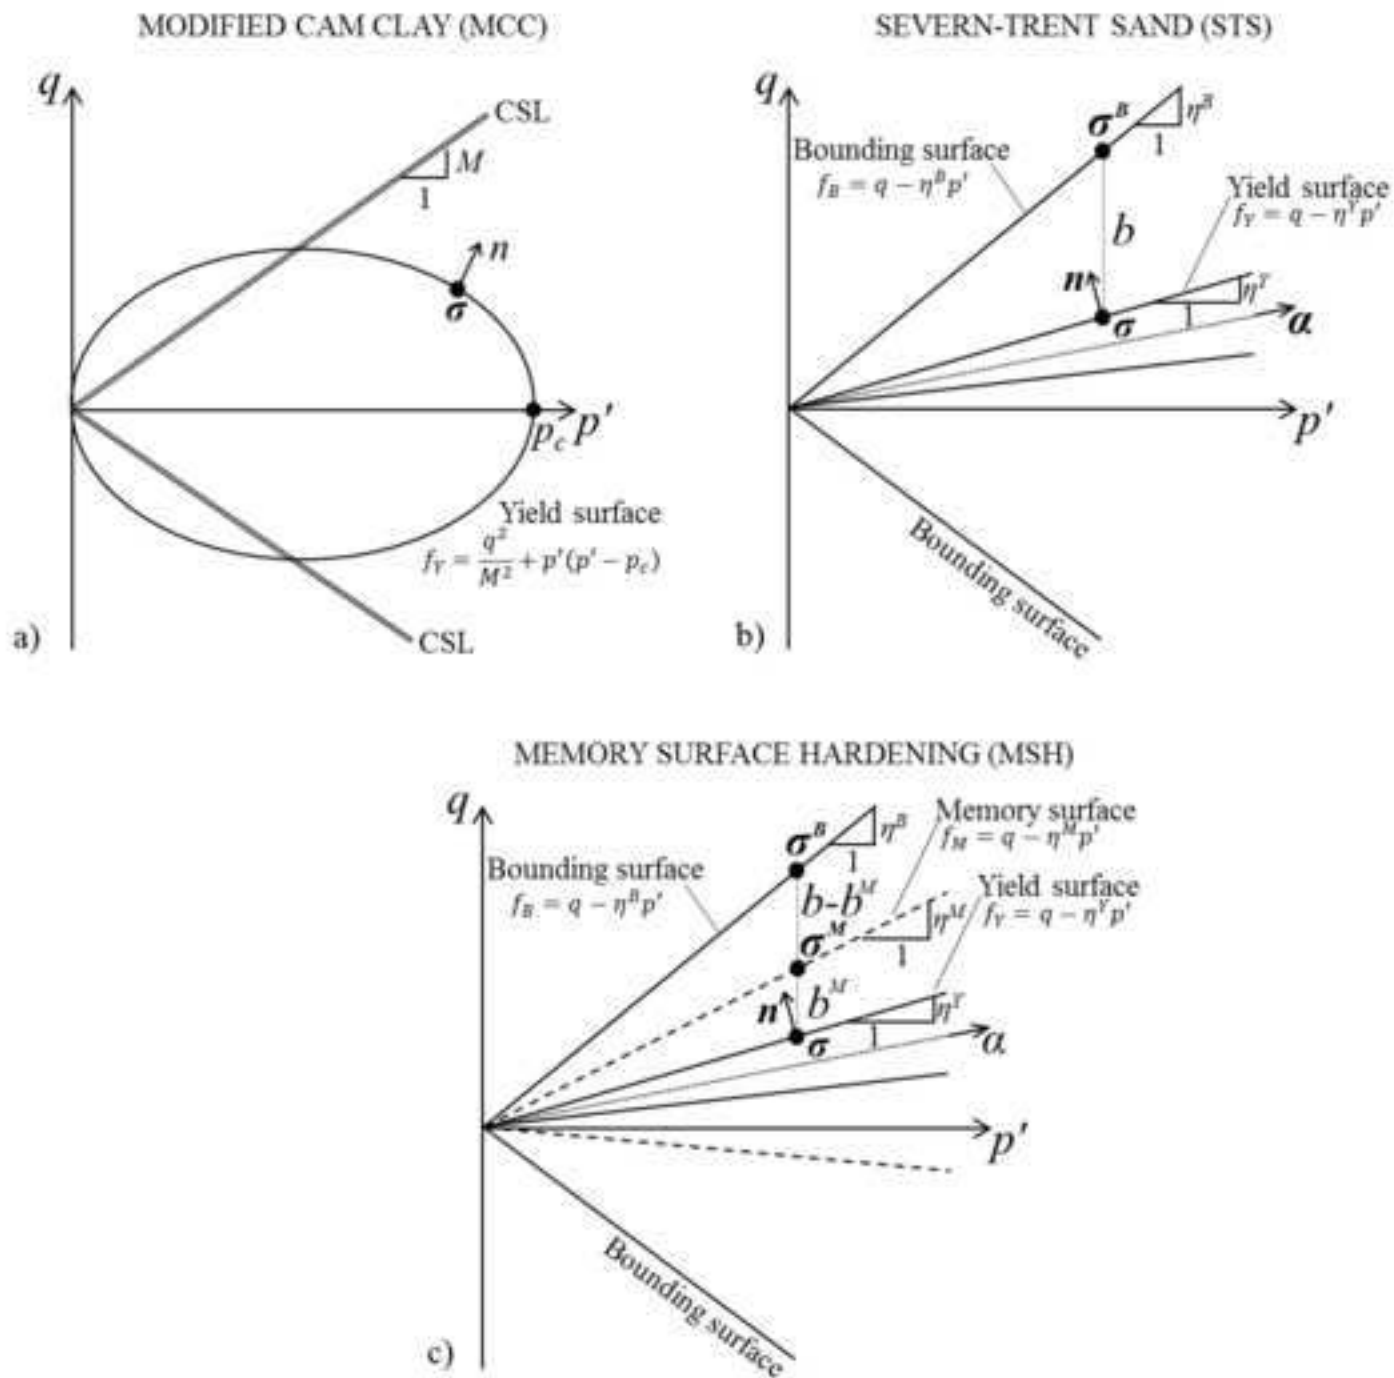 MODIFIED CAM CLAY (MCC)
q
CSL
M
1
n
σ
p_c
p′
Yield surface
f_Y = q²/M² + p′(p′ − p_c)
CSL
a)
SEVERN-TRENT SAND (STS)
q
σ^B
η^B
1
Bounding surface
f_B = q − η^B p′
Yield surface
f_Y = q − η^Y p′
b
n
η^Y
σ
1
α
p′
Bounding surface
b)
MEMORY SURFACE HARDENING (MSH)
q
σ^B
η^B
1
Memory surface
f_M = q − η^M p′
Bounding surface
f_B = q − η^B p′
b-b^M
Yield surface
f_Y = q − η^Y p′
σ^M
η^M
1
n
b^M
η^Y
σ
1
α
p′
Bounding surface
c)